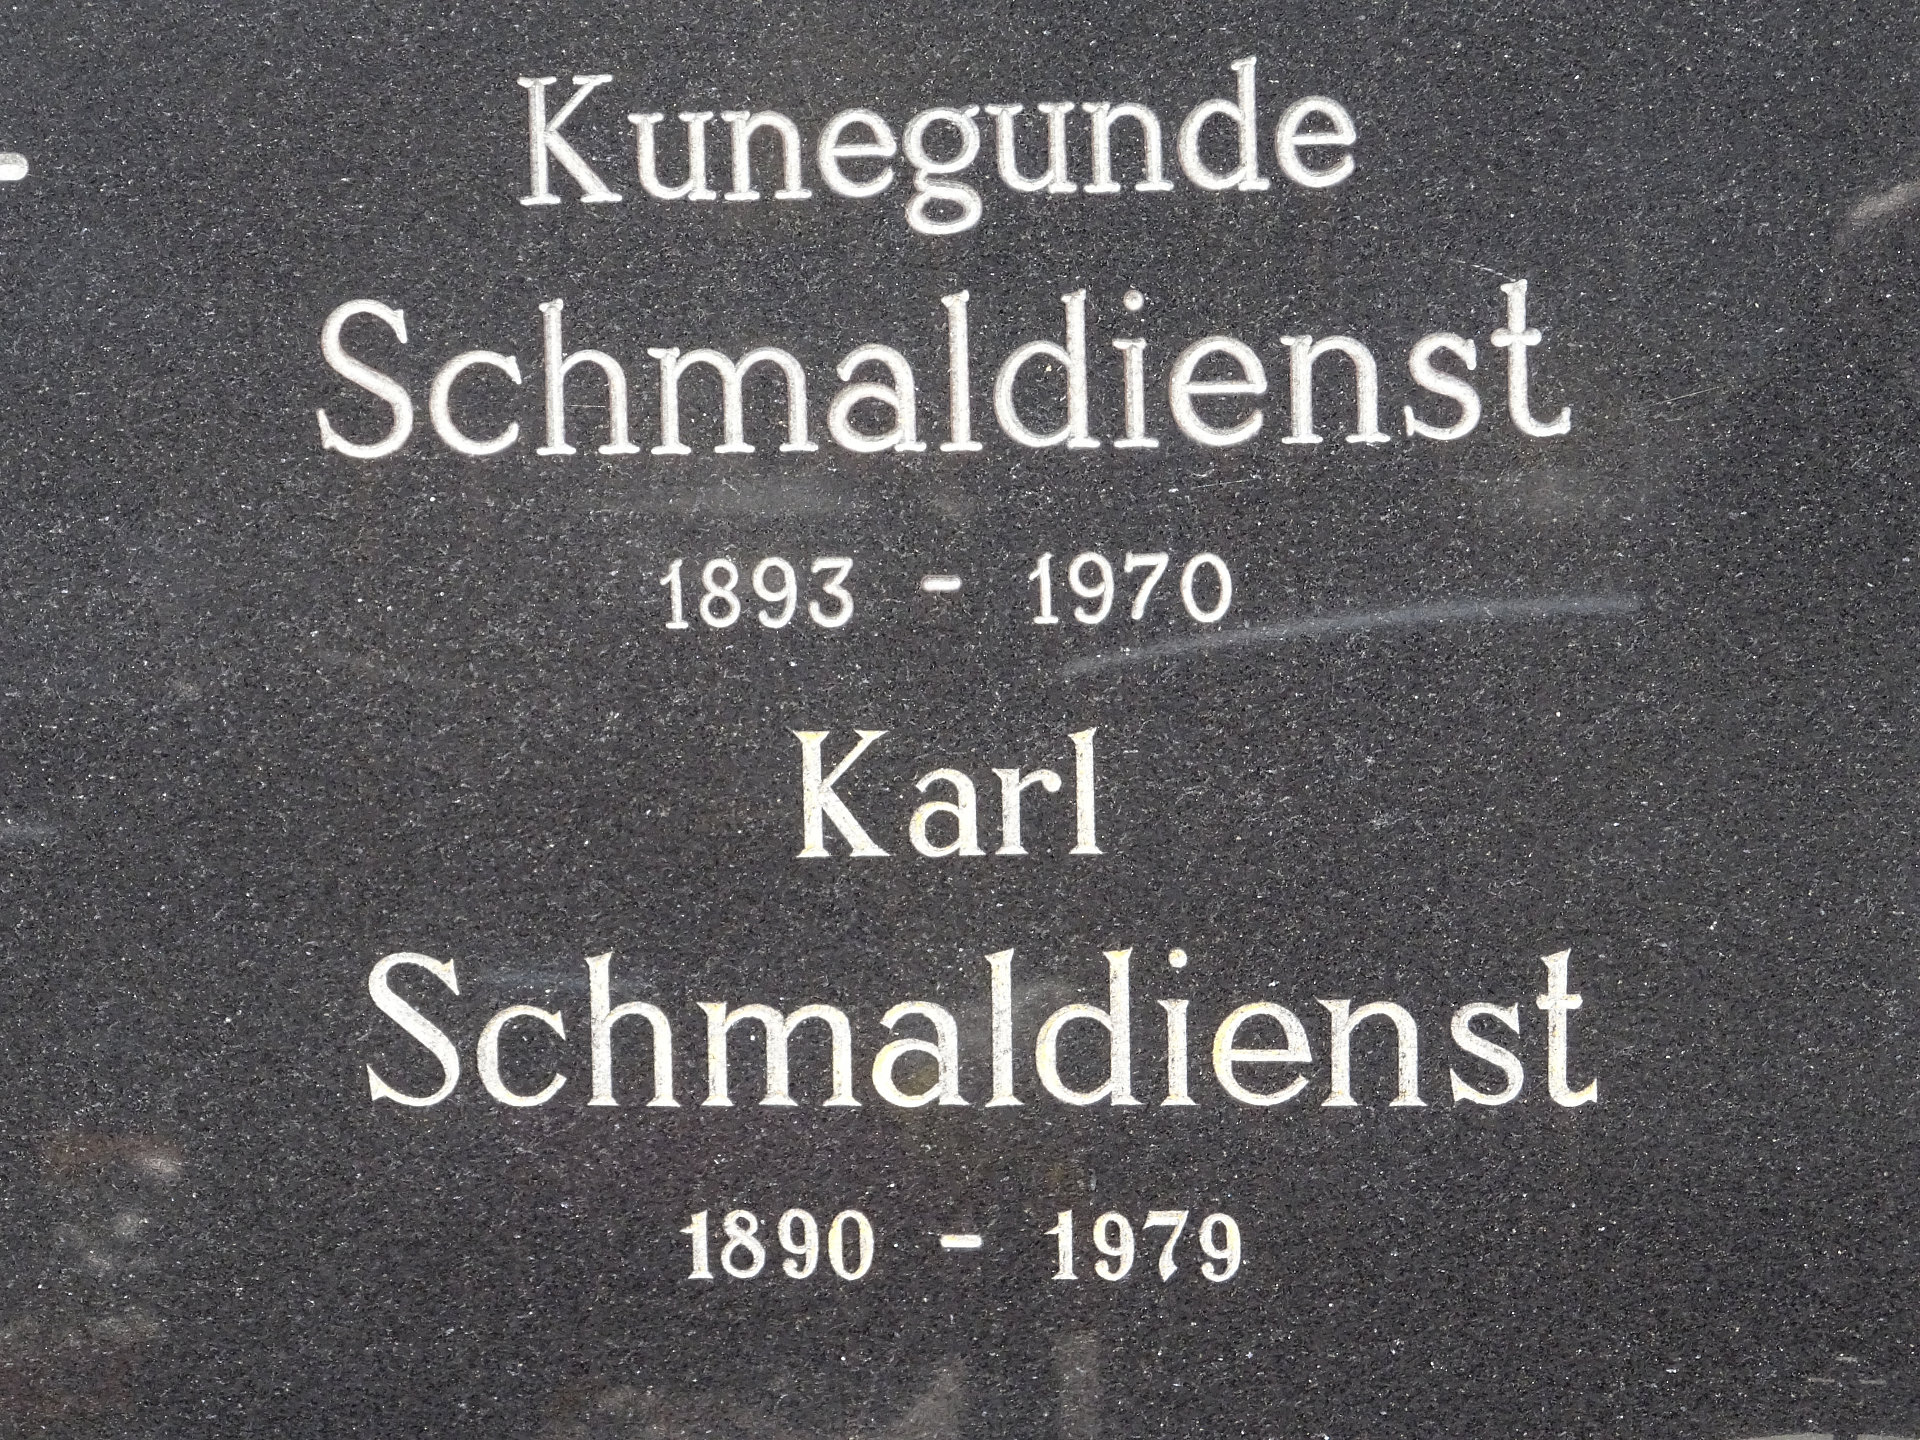 Kunegunde
Schmaldienst
1893 - 1970
Karl
Schmaldienst
1890 - 1979